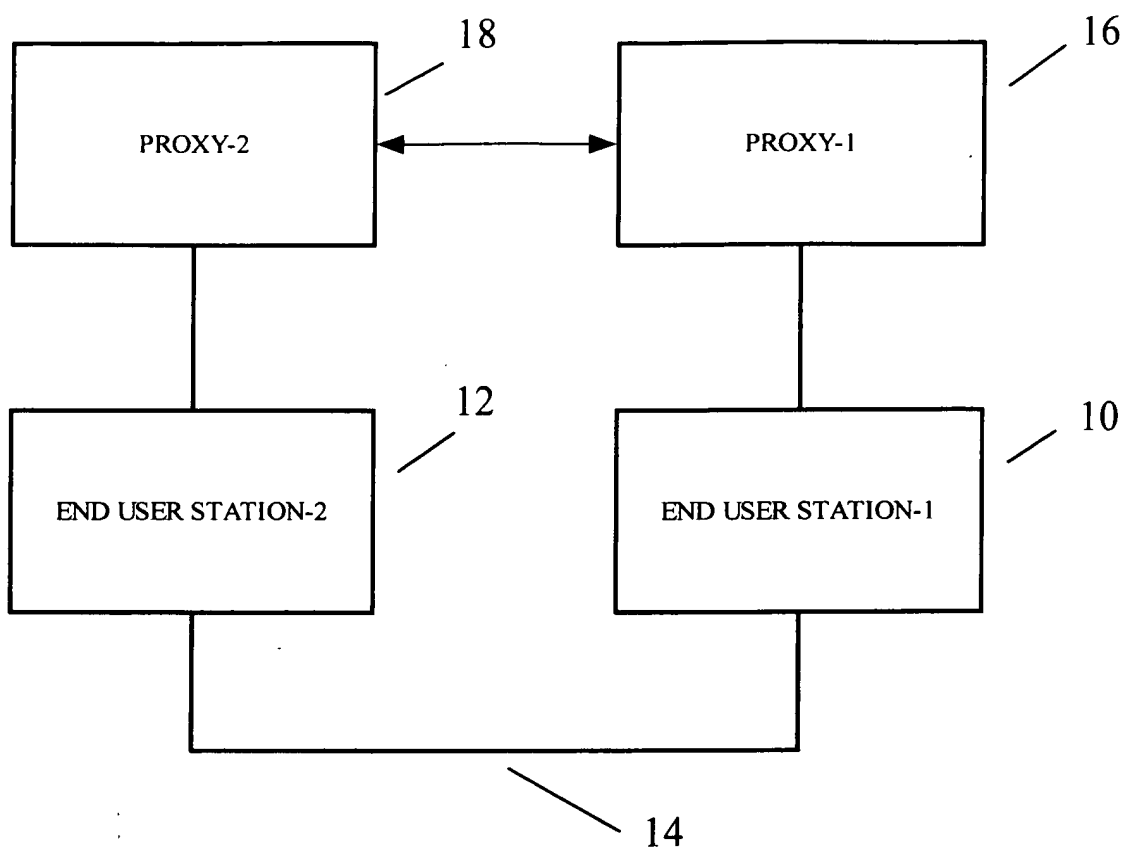 18
16
PROXY-2
PROXY-1
12
10
END USER STATION-2
END USER STATION-1
14